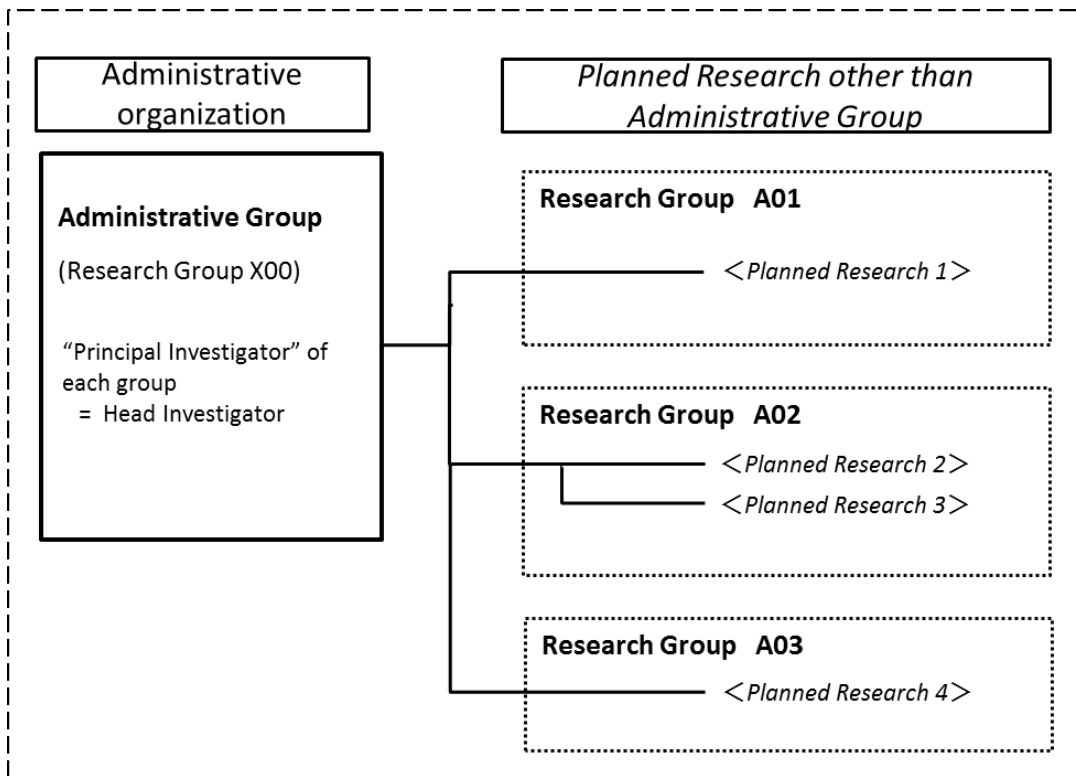 Administrative
organization
Planned Research other than
Administrative Group
Administrative Group
(Research Group X00)
“Principal Investigator” of
each group
= Head Investigator
Research Group A01
＜Planned Research 1＞
Research Group A02
＜Planned Research 2＞
＜Planned Research 3＞
Research Group A03
＜Planned Research 4＞